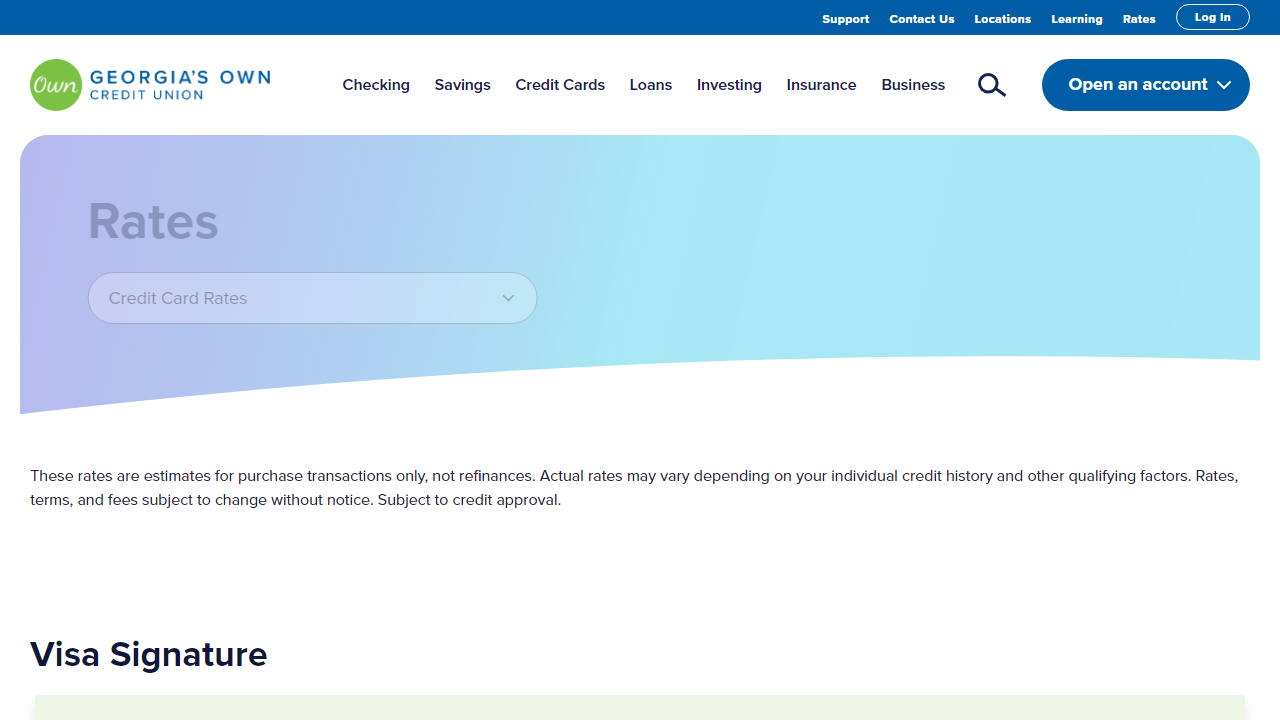 Support Contact Us Locations Learning Rates Log In
Own GEORGIA'S OWN
CREDIT UNION
Checking Savings Credit Cards Loans Investing Insurance Business Open an account
Rates
Credit Card Rates
These rates are estimates for purchase transactions only, not refinances. Actual rates may vary depending on your individual credit history and other qualifying factors. Rates,
terms, and fees subject to change without notice. Subject to credit approval.
Visa Signature